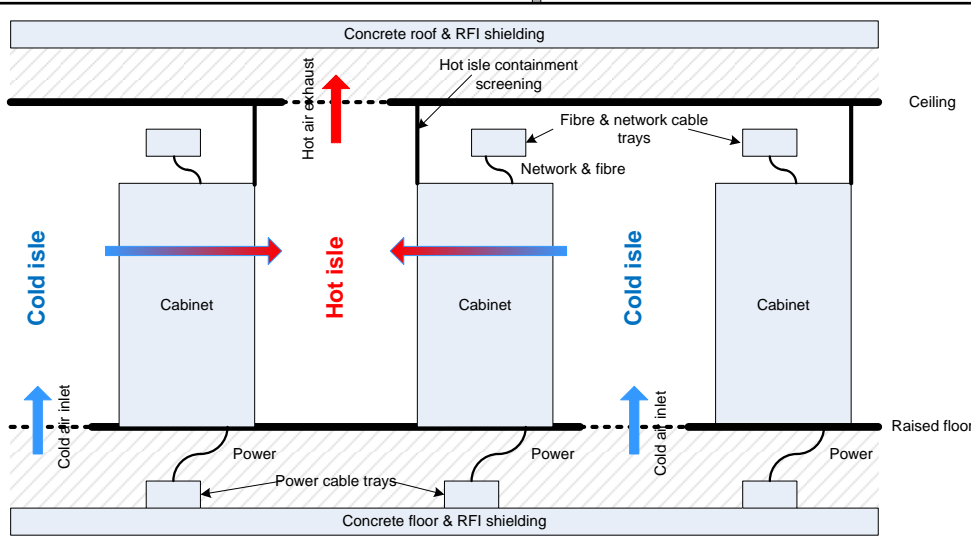 Concrete roof & RFI shielding
Hot isle containment
screening
Hot air exhaust
Ceiling
Fibre & network cable
trays
Network & fibre
Cold isle
Hot isle
Cold isle
Cabinet
Cabinet
Cabinet
Cold air inlet
Cold air inlet
Raised floor
Power
Power
Power
Power cable trays
Concrete floor & RFI shielding